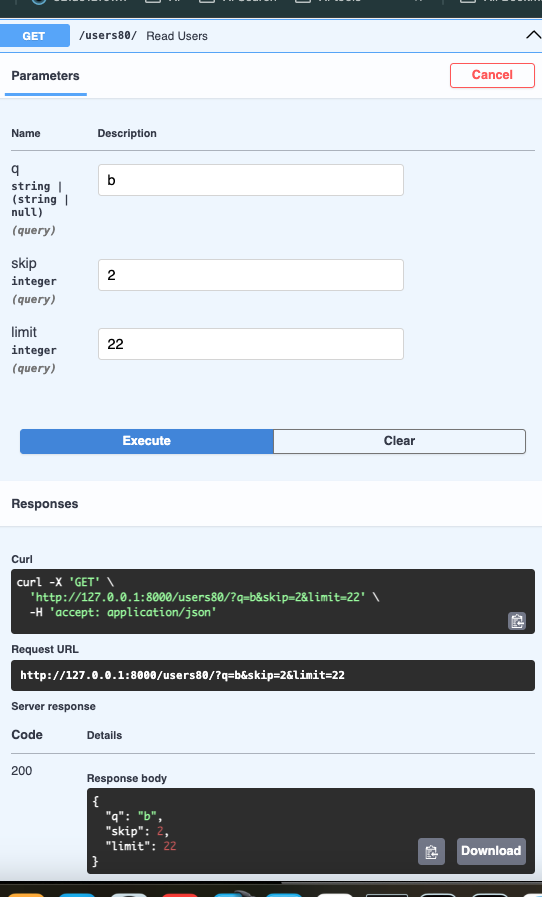 GET /users80/ Read Users
Parameters
Cancel
Name Description
q
string |
(string |
null)
(query)
b
skip
integer
(query)
2
limit
integer
(query)
22
Execute Clear
Responses
Curl
curl -X 'GET' \
'http://127.0.0.1:8000/users80/?q=b&skip=2&limit=22' \
-H 'accept: application/json'
Request URL
http://127.0.0.1:8000/users80/?q=b&skip=2&limit=22
Server response
Code Details
200
Response body
{
"q": "b",
"skip": 2,
"limit": 22
}
Download